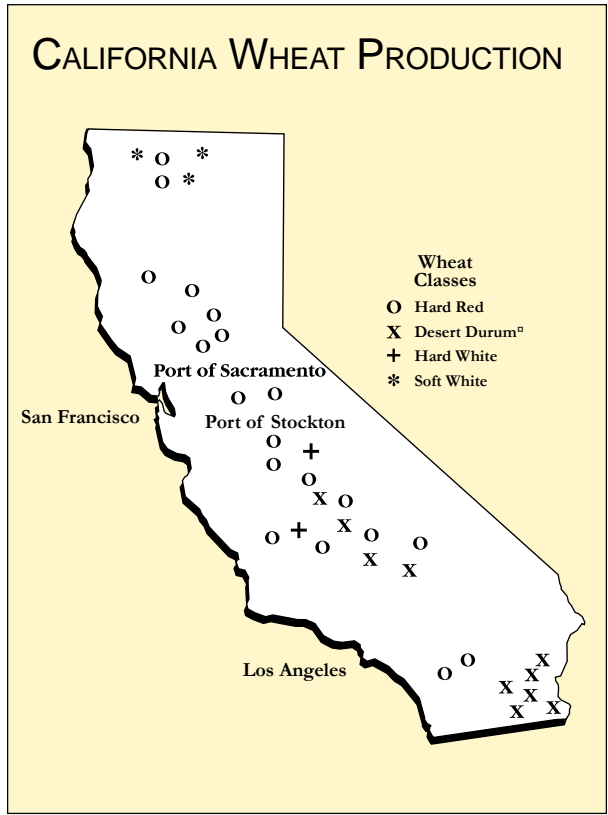 CALIFORNIA WHEAT PRODUCTION
Wheat
Classes
O Hard Red
X Desert Durum¤
+ Hard White
* Soft White
Port of Sacramento
San Francisco
Port of Stockton
Los Angeles